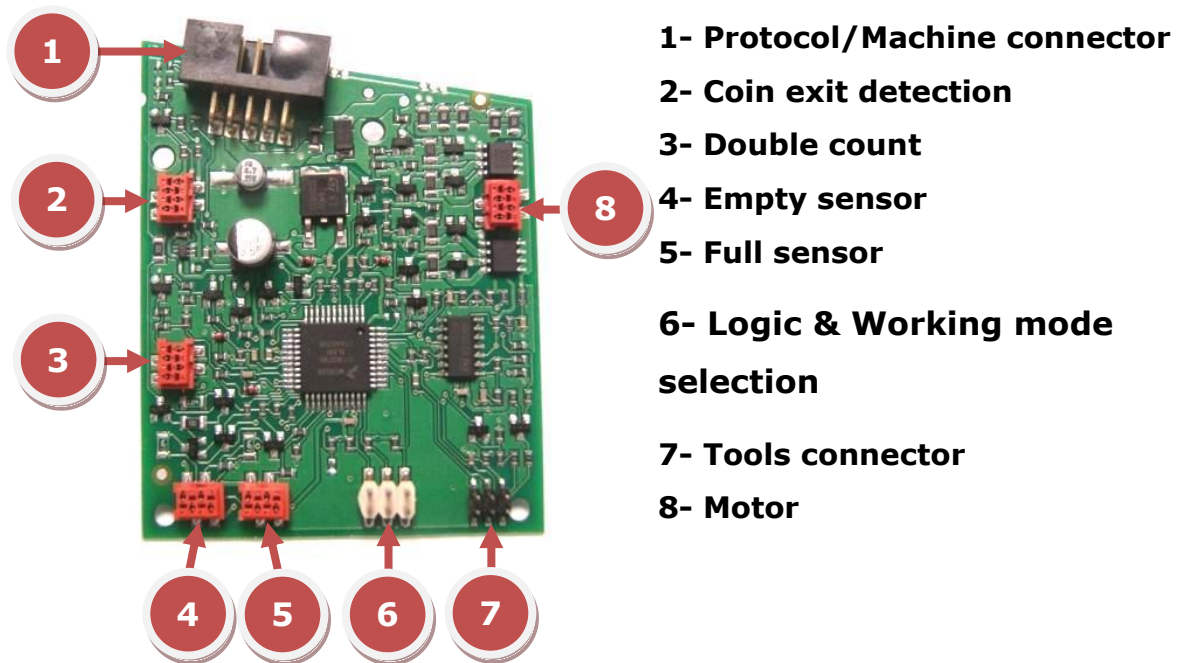 1
2
3
4
5
6
7
8
1- Protocol/Machine connector
2- Coin exit detection
3- Double count
4- Empty sensor
5- Full sensor
6- Logic & Working mode
selection
7- Tools connector
8- Motor